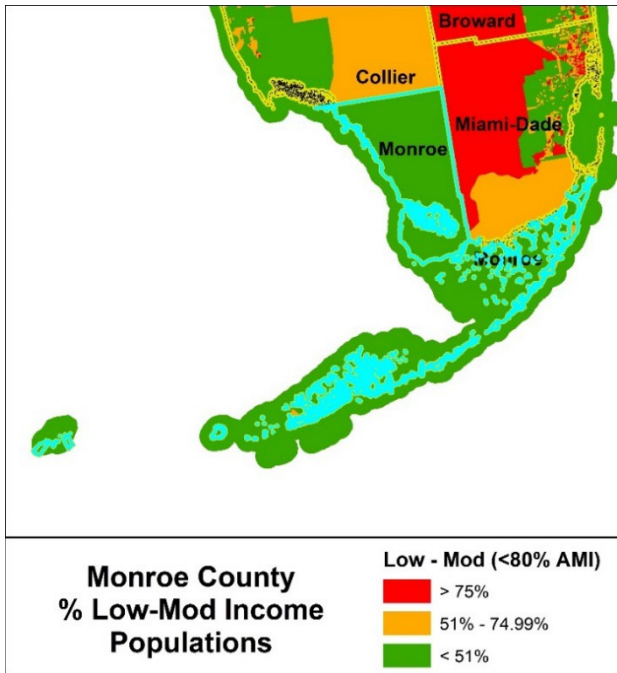 Broward
Collier
Miami-Dade
Monroe
Monroe
Monroe County
% Low-Mod Income
Populations
Low - Mod (<80% AMI)
> 75%
51% - 74.99%
< 51%